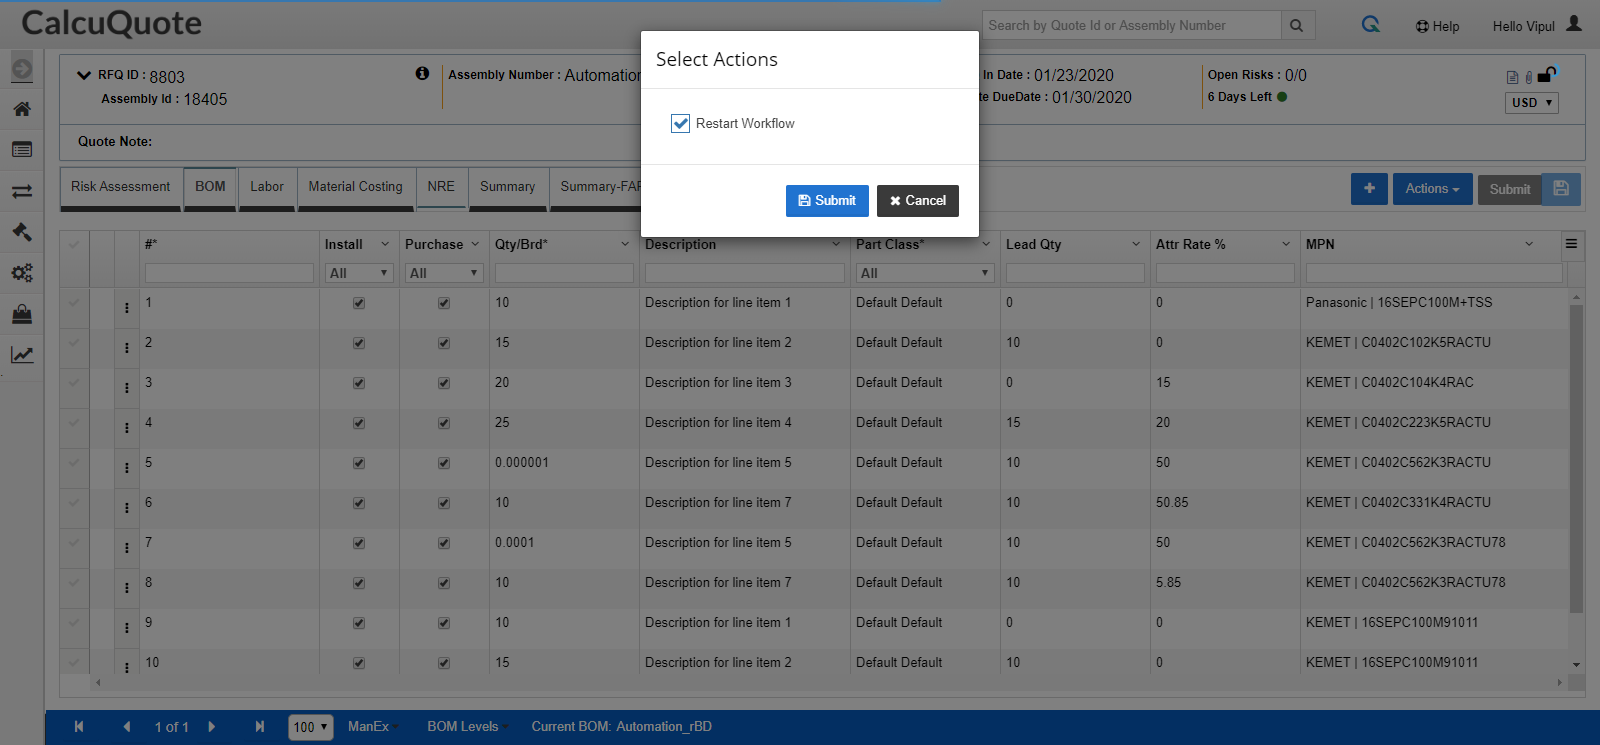 CalcuQuote
Search by Quote Id or Assembly Number
Help
Hello Vipul
Select Actions
Restart Workflow
Submit
Cancel
RFQ ID : 8803
Assembly Id : 18405
Assembly Number : Automation
In Date : 01/23/2020
te DueDate : 01/30/2020
Open Risks : 0/0
6 Days Left
USD
Quote Note:
Risk Assessment BOM Labor Material Costing NRE Summary Summary-FAR
Actions
Submit
#* Install Purchase Qty/Brd* Description Part Class* Lead Qty Attr Rate % MPN
All All All
1 10 Description for line item 1 Default Default 0 0 Panasonic | 16SEPC100M+TSS
2 15 Description for line item 2 Default Default 10 0 KEMET | C0402C102K5RACTU
3 20 Description for line item 3 Default Default 0 15 KEMET | C0402C104K4RAC
4 25 Description for line item 4 Default Default 15 20 KEMET | C0402C223K5RACTU
5 0.000001 Description for line item 5 Default Default 10 50 KEMET | C0402C562K3RACTU
6 10 Description for line item 7 Default Default 10 50.85 KEMET | C0402C331K4RACTU
7 0.0001 Description for line item 5 Default Default 10 50 KEMET | C0402C562K3RACTU78
8 10 Description for line item 7 Default Default 10 5.85 KEMET | C0402C562K3RACTU78
9 10 Description for line item 1 Default Default 0 0 KEMET | 16SEPC100M91011
10 15 Description for line item 2 Default Default 10 0 KEMET | 16SEPC100M91011
1 of 1 100 ManEx BOM Levels Current BOM: Automation_rBD